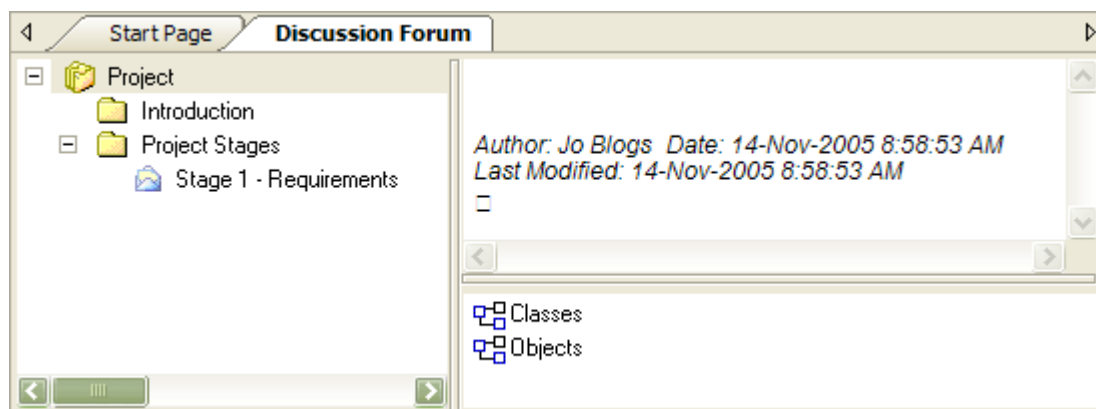 Start Page
Discussion Forum
Project
Introduction
Project Stages
Stage 1 - Requirements
Author: Jo Blogs  Date: 14-Nov-2005 8:58:53 AM
Last Modified: 14-Nov-2005 8:58:53 AM
Classes
Objects